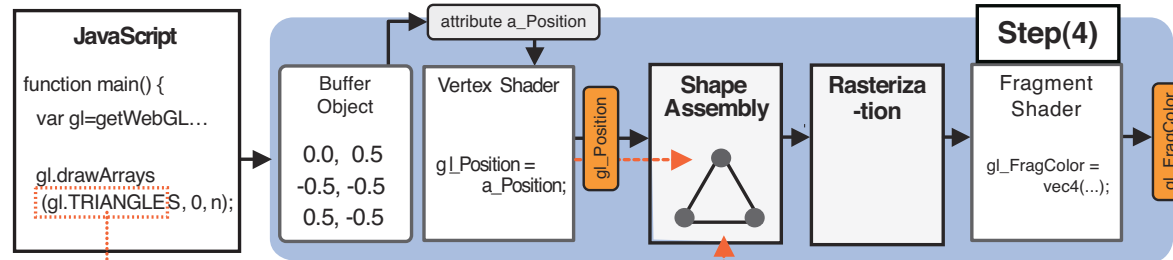 JavaScript
function main() {
var gl=getWebGL…
gl.drawArrays
(gl.TRIANGLES, 0, n);
attribute a_Position
Buffer
Object
0.0, 0.5
-0.5, -0.5
0.5, -0.5
Vertex Shader
gl_Position =
a_Position;
gl_Position
Shape
Assembly
Rasteriza
-tion
Step(4)
Fragment
Shader
gl_FragColor =
vec4(...);
gl_FragColor